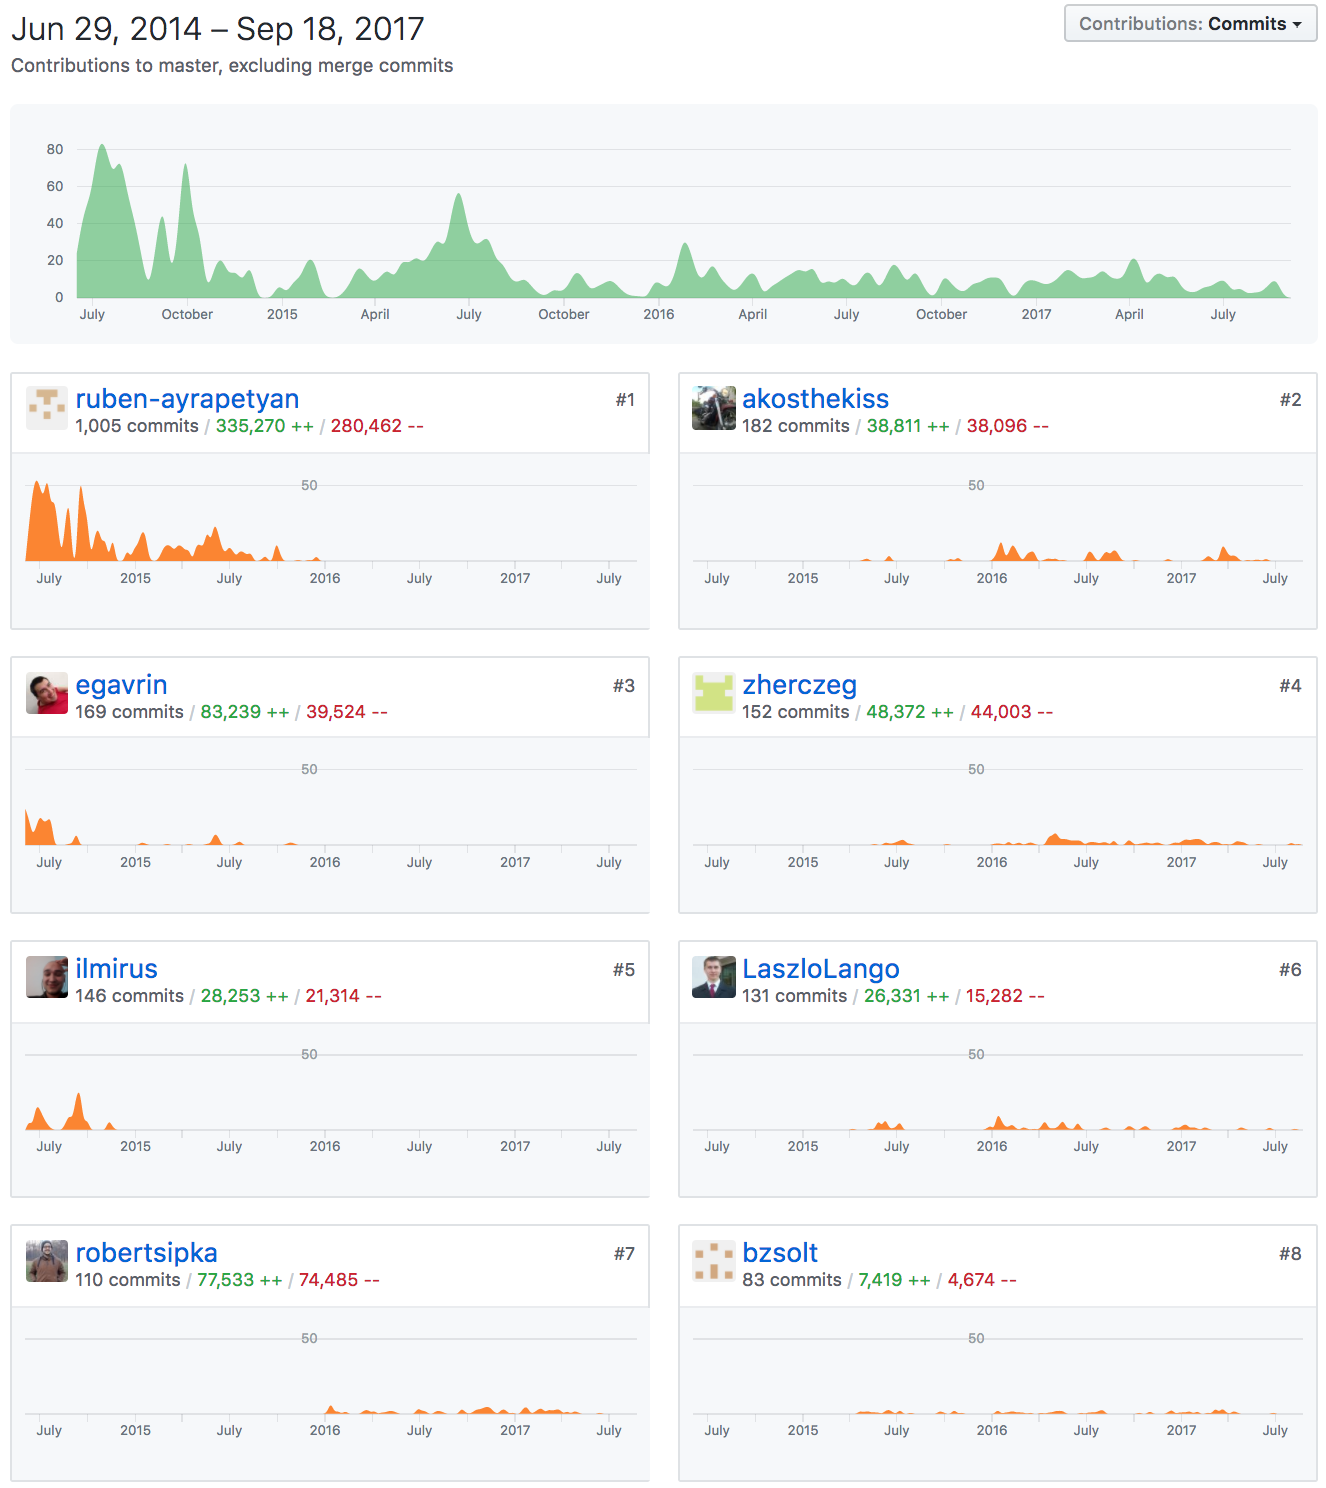 Jun 29, 2014 – Sep 18, 2017
Contributions: Commits
Contributions to master, excluding merge commits
80
60
40
20
0
July October 2015 April July October 2016 April July October 2017 April July
ruben-ayrapetyan #1
1,005 commits / 335,270 ++ / 280,462 --
50
July 2015 July 2016 July 2017 July
akosthekiss #2
182 commits / 38,811 ++ / 38,096 --
50
July 2015 July 2016 July 2017 July
egavrin #3
169 commits / 83,239 ++ / 39,524 --
50
July 2015 July 2016 July 2017 July
zherczeg #4
152 commits / 48,372 ++ / 44,003 --
50
July 2015 July 2016 July 2017 July
ilmirus #5
146 commits / 28,253 ++ / 21,314 --
50
July 2015 July 2016 July 2017 July
LaszloLango #6
131 commits / 26,331 ++ / 15,282 --
50
July 2015 July 2016 July 2017 July
robertsipka #7
110 commits / 77,533 ++ / 74,485 --
50
July 2015 July 2016 July 2017 July
bzsolt #8
83 commits / 7,419 ++ / 4,674 --
50
July 2015 July 2016 July 2017 July